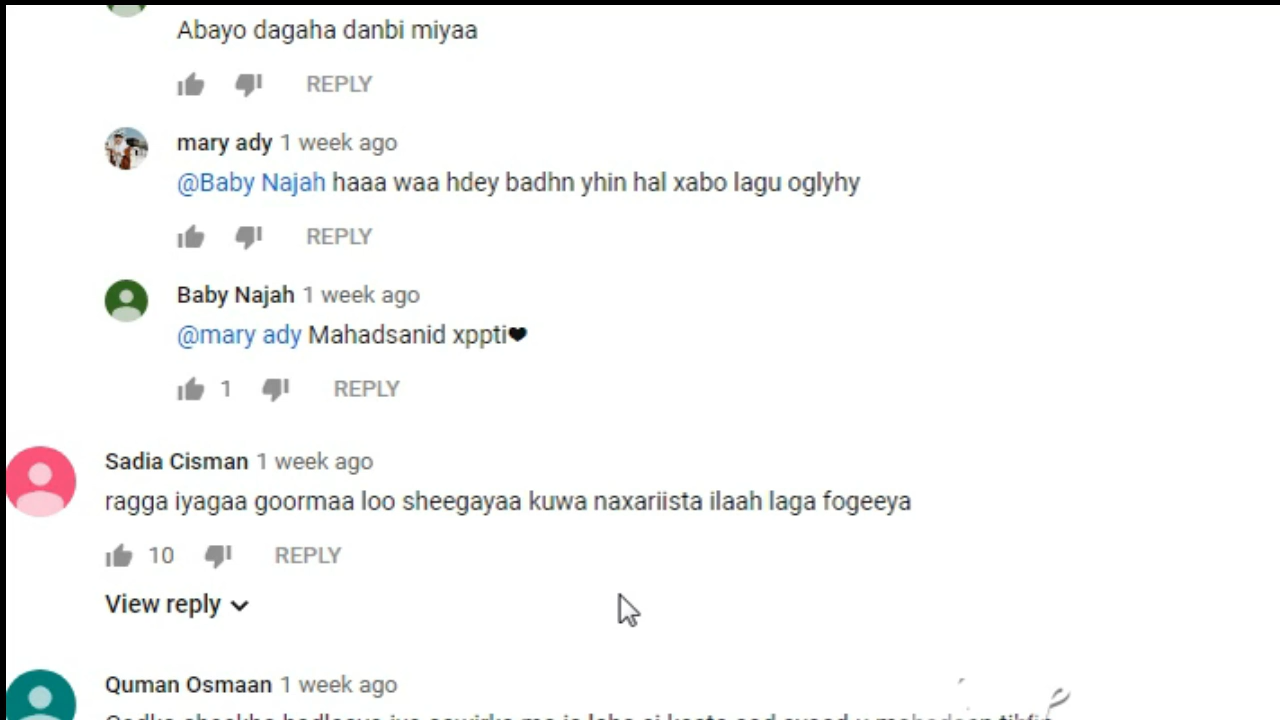 Abayo dagaha danbi miyaa
REPLY
mary ady 1 week ago
@Baby Najah haaa waa hdey badhn yhin hal xabo lagu oglyhy
REPLY
Baby Najah 1 week ago
@mary ady Mahadsanid xppti🖤
1 REPLY
Sadia Cisman 1 week ago
ragga iyagaa goormaa loo sheegayaa kuwa naxariista ilaah laga fogeeya
10 REPLY
View reply
Quman Osmaan 1 week ago